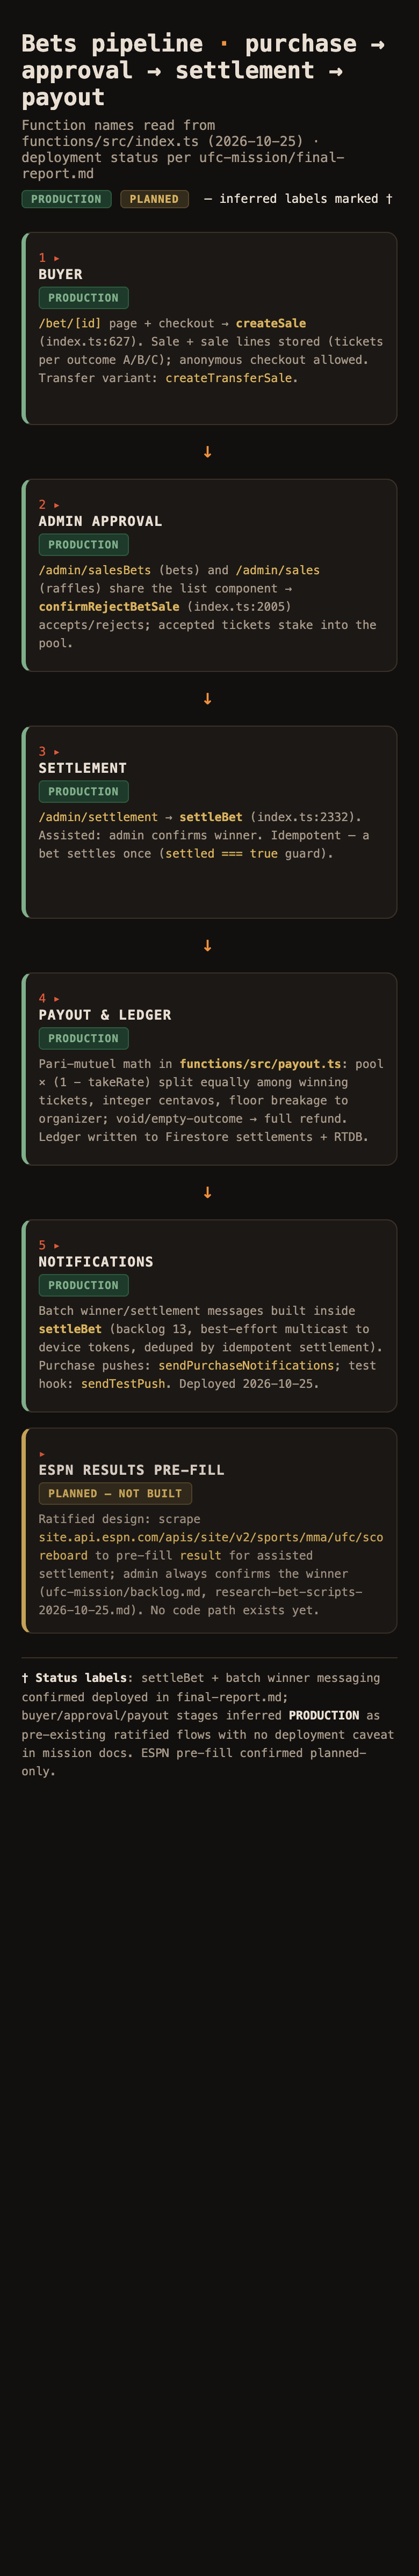 Bets pipeline · purchase →
approval → settlement →
payout
Function names read from
functions/src/index.ts (2026-10-25) ·
deployment status per ufc-mission/final-
report.md
PRODUCTION PLANNED — inferred labels marked †
1 ▸
BUYER
PRODUCTION
/bet/[id] page + checkout → createSale
(index.ts:627). Sale + sale lines stored (tickets
per outcome A/B/C); anonymous checkout allowed.
Transfer variant: createTransferSale.
↓
2 ▸
ADMIN APPROVAL
PRODUCTION
/admin/salesBets (bets) and /admin/sales
(raffles) share the list component →
confirmRejectBetSale (index.ts:2005)
accepts/rejects; accepted tickets stake into the
pool.
↓
3 ▸
SETTLEMENT
PRODUCTION
/admin/settlement → settleBet (index.ts:2332).
Assisted: admin confirms winner. Idempotent — a
bet settles once (settled === true guard).
↓
4 ▸
PAYOUT & LEDGER
PRODUCTION
Pari-mutuel math in functions/src/payout.ts: pool
× (1 − takeRate) split equally among winning
tickets, integer centavos, floor breakage to
organizer; void/empty-outcome → full refund.
Ledger written to Firestore settlements + RTDB.
↓
5 ▸
NOTIFICATIONS
PRODUCTION
Batch winner/settlement messages built inside
settleBet (backlog 13, best-effort multicast to
device tokens, deduped by idempotent settlement).
Purchase pushes: sendPurchaseNotifications; test
hook: sendTestPush. Deployed 2026-10-25.
▸
ESPN RESULTS PRE-FILL
PLANNED — NOT BUILT
Ratified design: scrape
site.api.espn.com/apis/site/v2/sports/mma/ufc/sco
reboard to pre-fill result for assisted
settlement; admin always confirms the winner
(ufc-mission/backlog.md, research-bet-scripts-
2026-10-25.md). No code path exists yet.
† Status labels: settleBet + batch winner messaging
confirmed deployed in final-report.md;
buyer/approval/payout stages inferred PRODUCTION as
pre-existing ratified flows with no deployment caveat
in mission docs. ESPN pre-fill confirmed planned-
only.